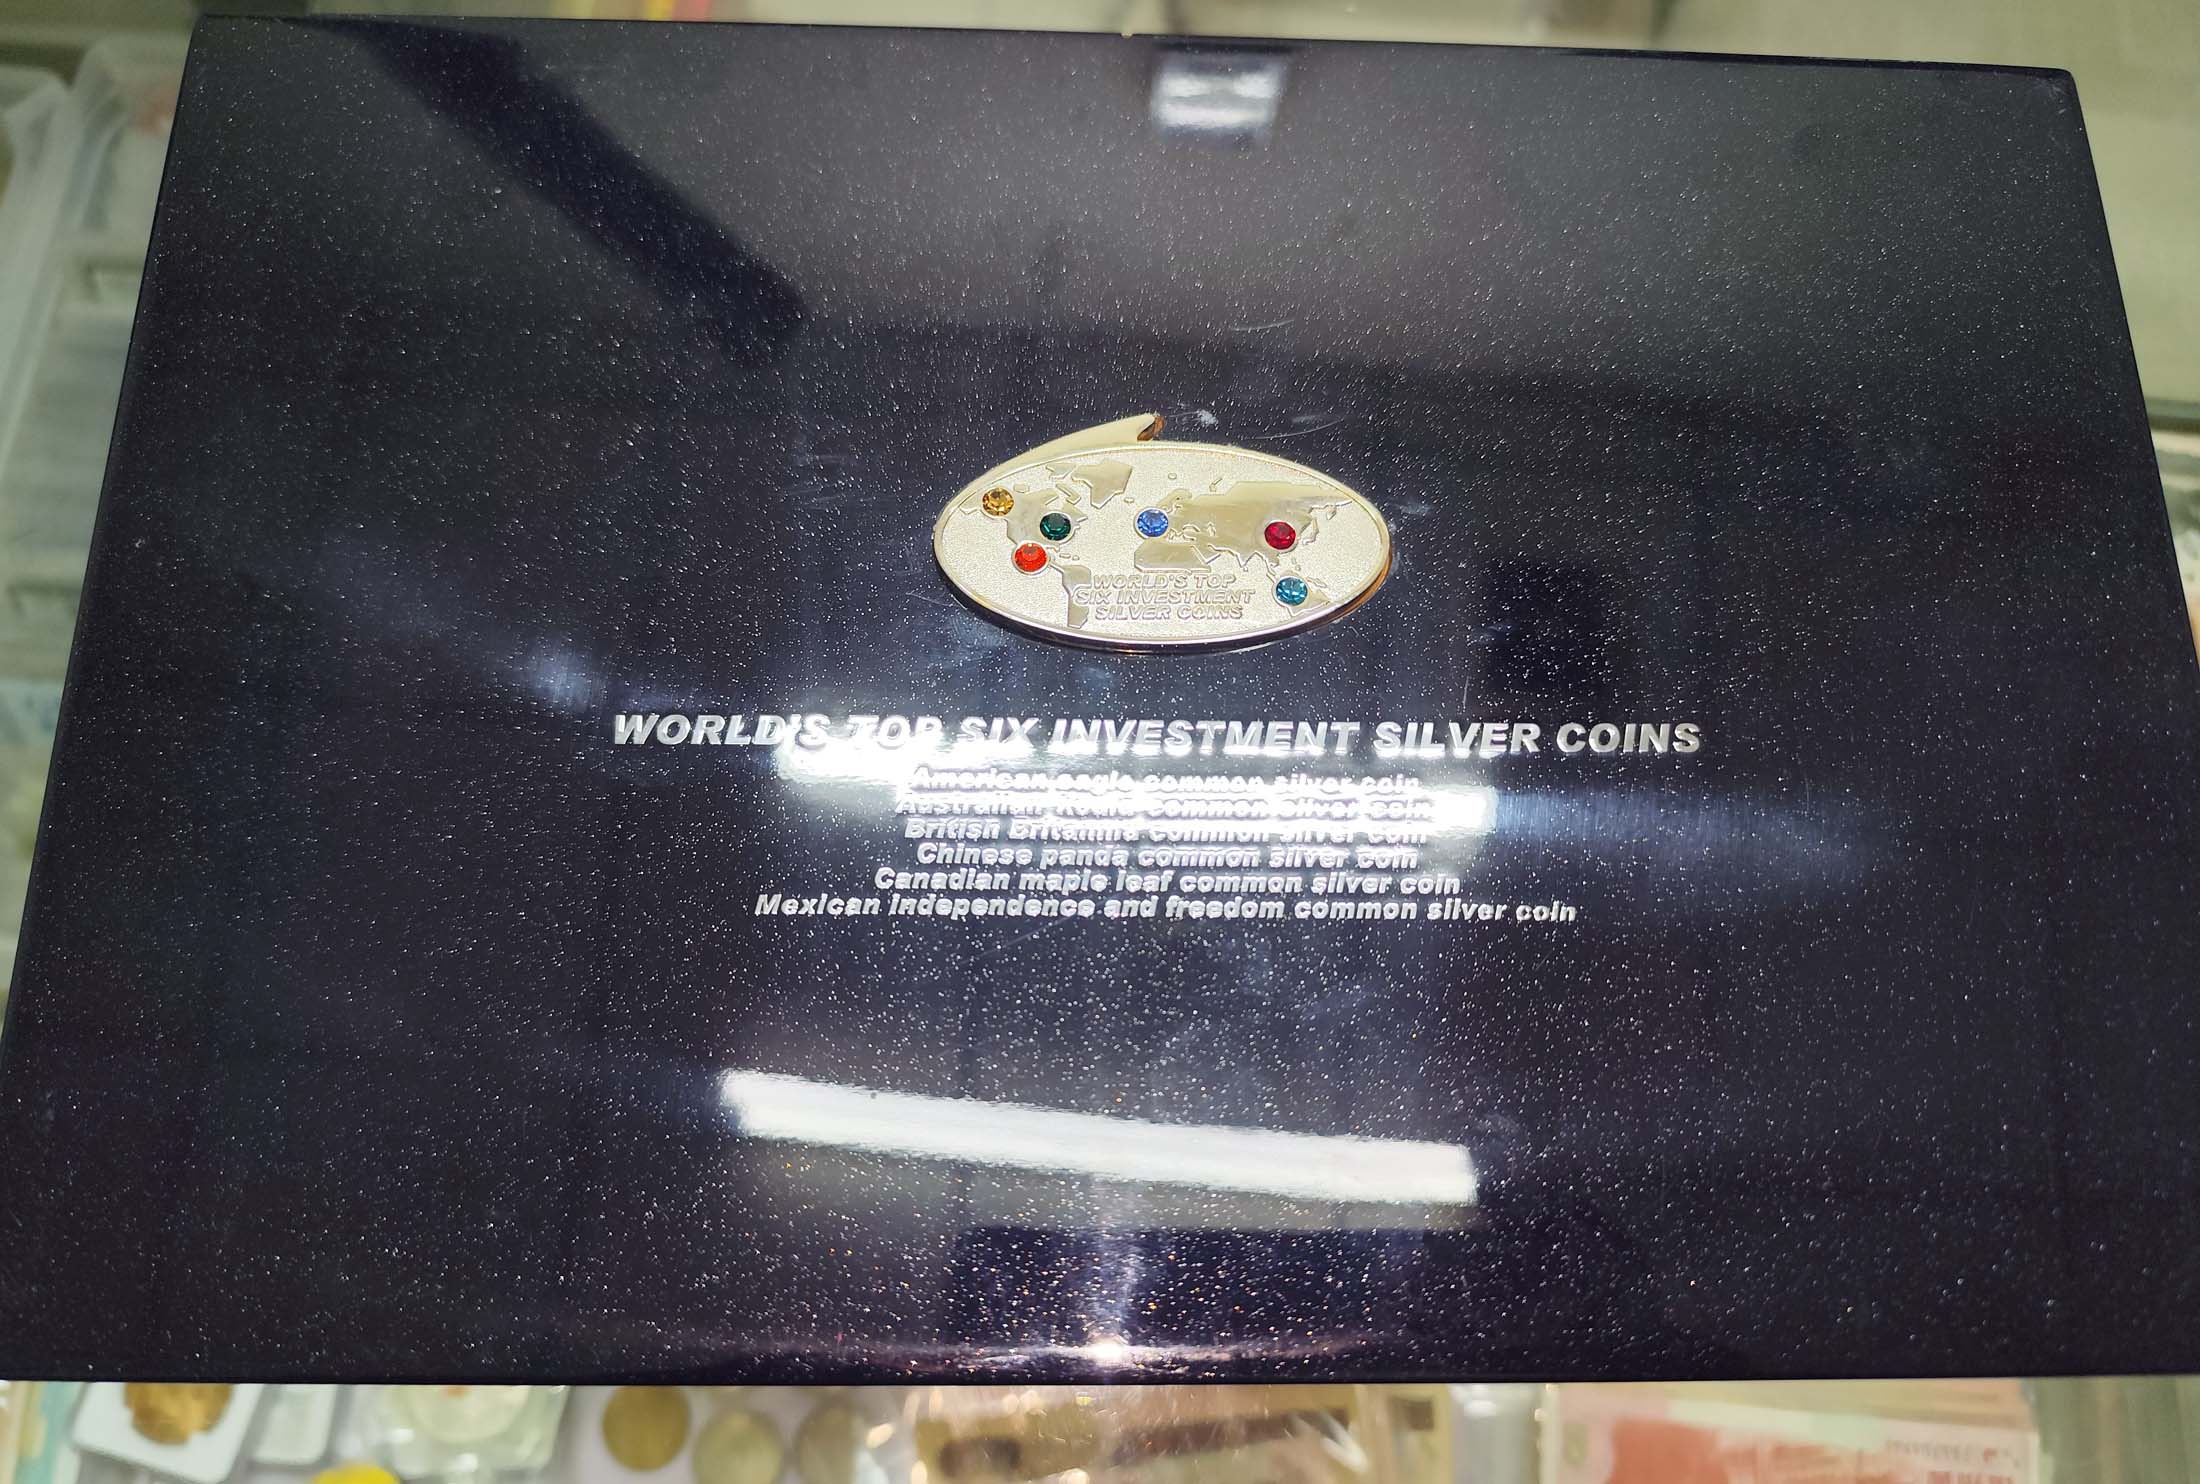 WORLD'S TOP
SIX INVESTMENT
SILVER COINS
WORLD'S TOP SIX INVESTMENT SILVER COINS
American eagle common silver coin
Australian Koala common silver coin
British Britannia common silver coin
Chinese panda common silver coin
Canadian maple leaf common silver coin
Mexican independence and freedom common silver coin